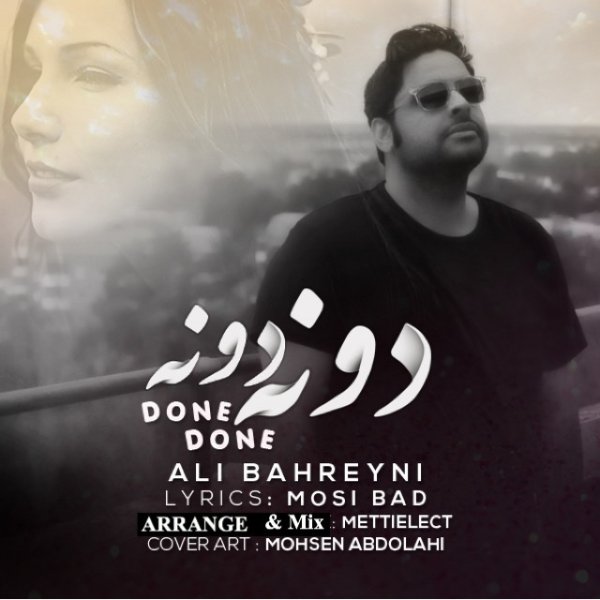 دونه دونه
DONE
DONE
ALI BAHREYNI
LYRICS: MOSI BAD
ARRANGE & Mix : METTIELECT
COVER ART : MOHSEN ABDOLAHI